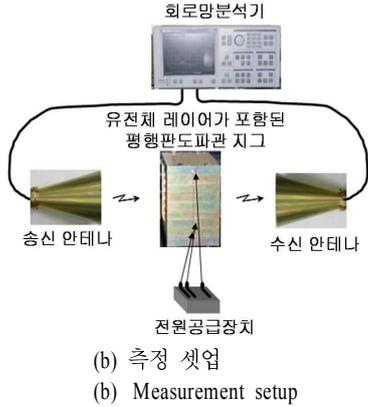 회로망분석기
유전체 레이어가 포함된
평행판도파관 지그
송신 안테나
수신 안테나
전원공급장치
(b) 측정 셋업
(b) Measurement setup